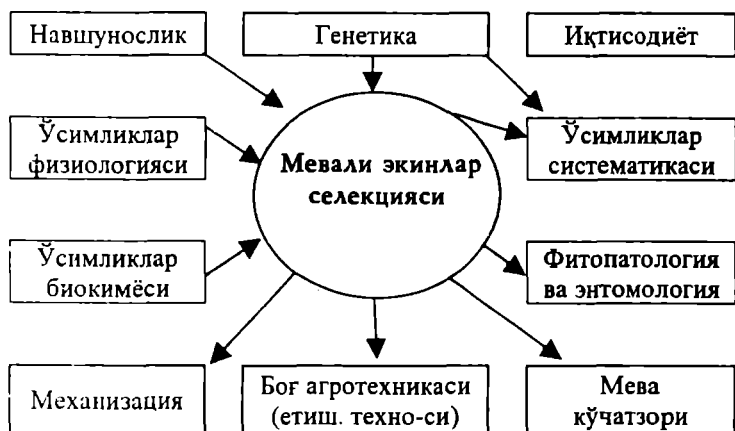 Навшунослик
Генетика
Иқтисодиёт
Ўсимликлар
физиологияси
Мевали экинлар
селекцияси
Ўсимликлар
систематикаси
Ўсимликлар
биокимёси
Фитопатология
ва энтомология
Механизация
Боғ агротехникаси
(етиш. техно-си)
Мева
кўчатзори